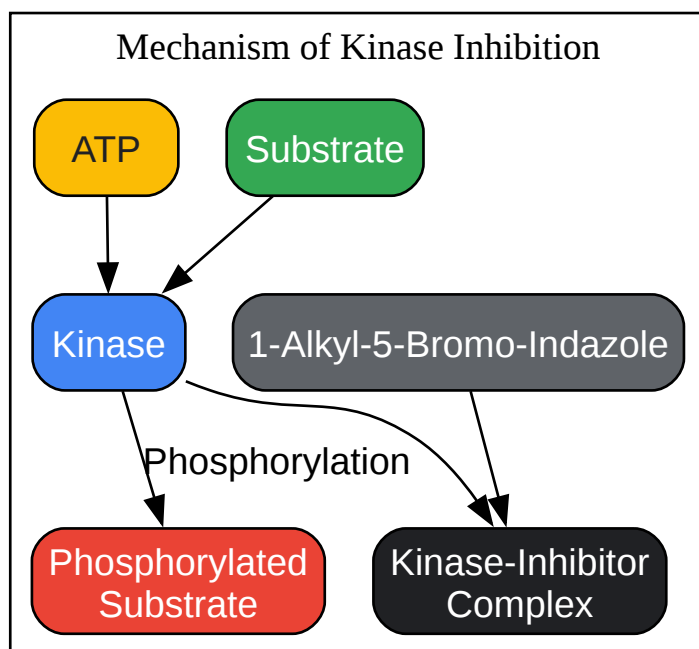 Mechanism of Kinase Inhibition
ATP
Substrate
Kinase
1-Alkyl-5-Bromo-Indazole
Phosphorylation
Phosphorylated
Substrate
Kinase-Inhibitor
Complex